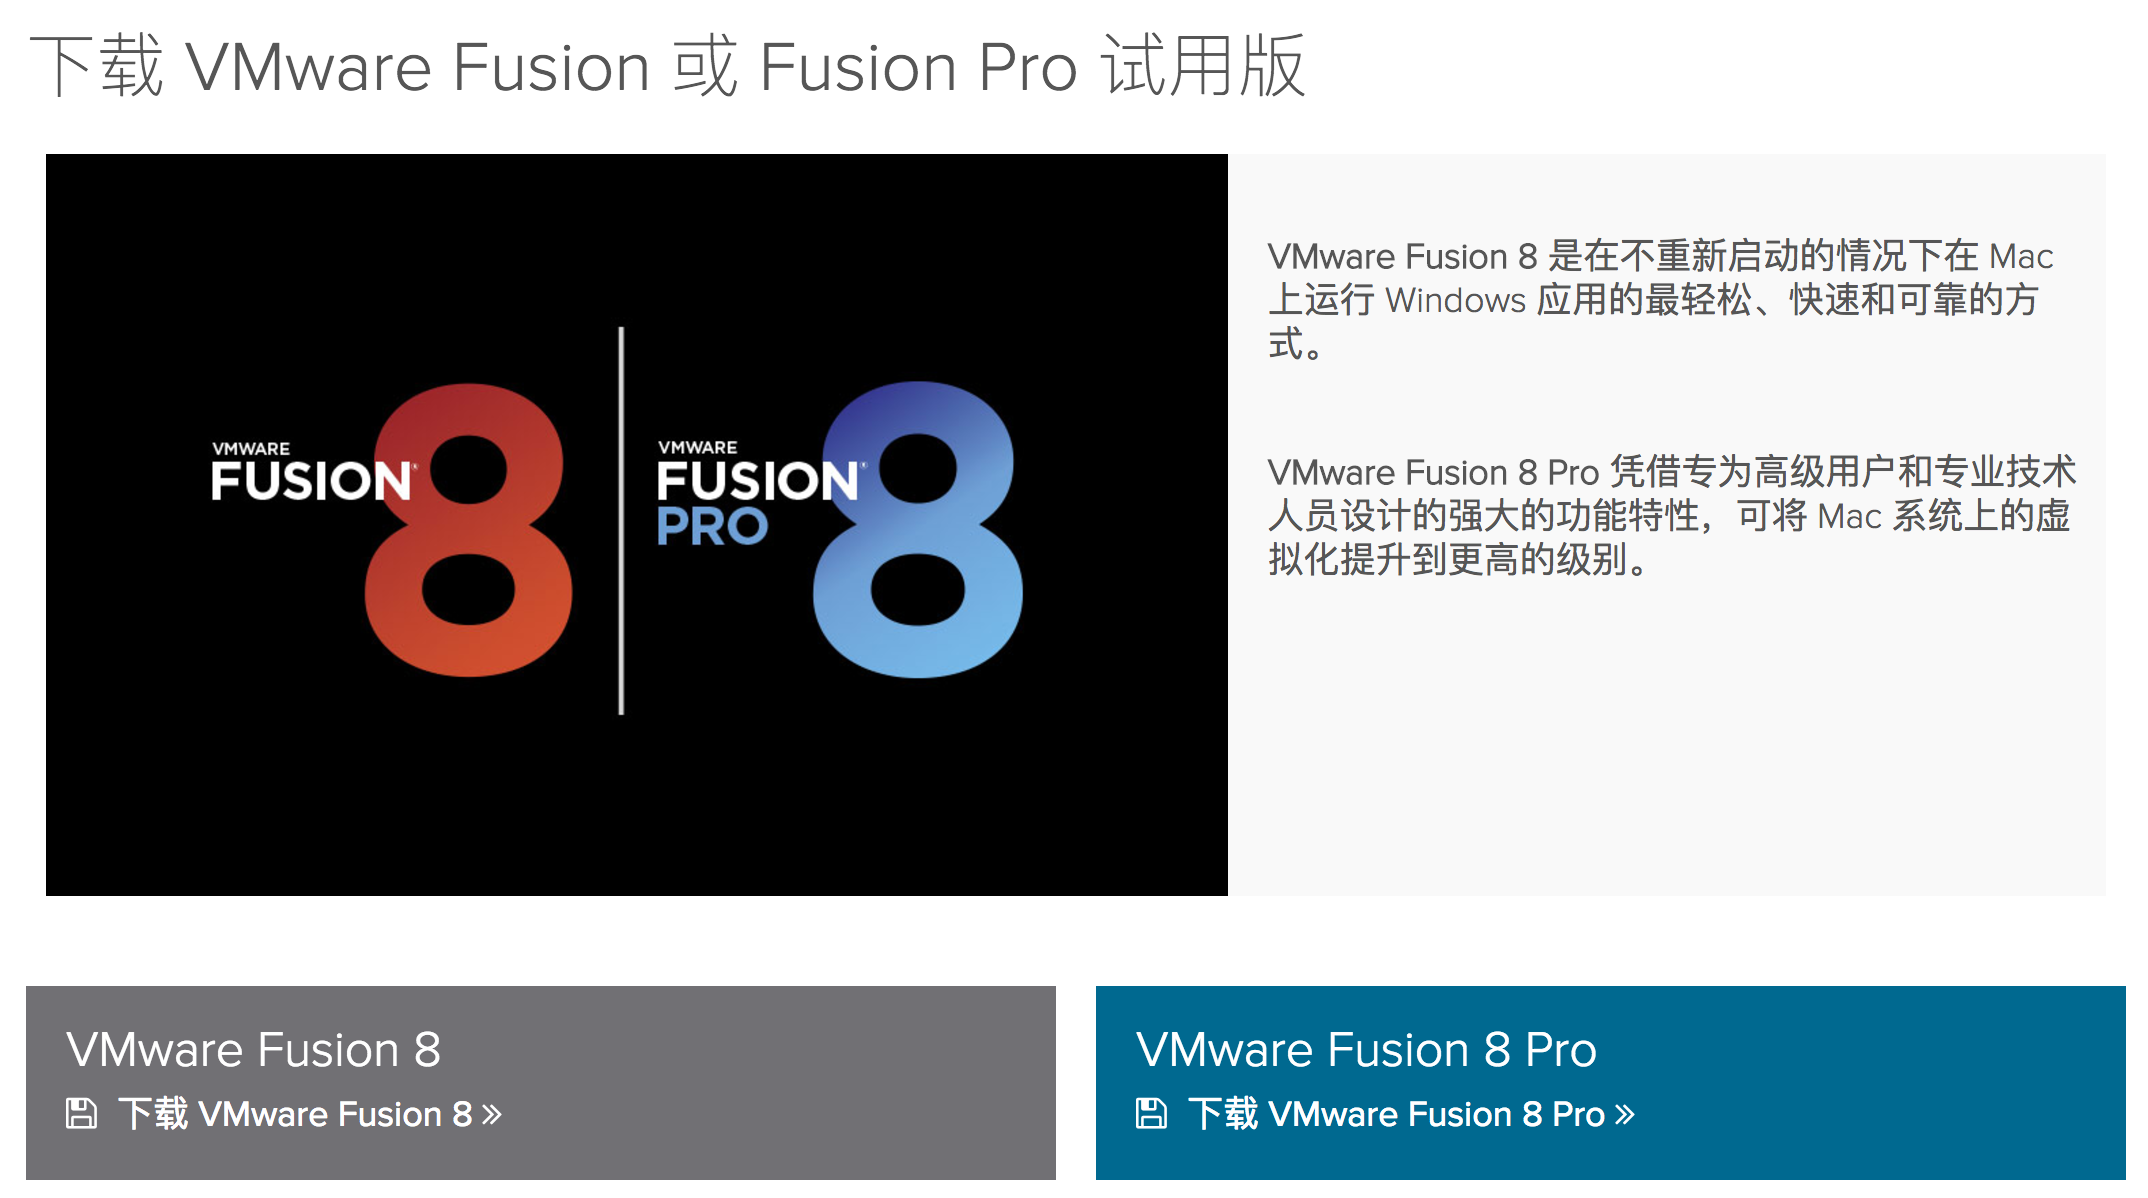 下载 VMware Fusion 或 Fusion Pro 试用版
VMWARE
FUSION®
8
VMWARE
FUSION®
PRO
8
VMware Fusion 8 是在不重新启动的情况下在 Mac
上运行 Windows 应用的最轻松、快速和可靠的方
式。
VMware Fusion 8 Pro 凭借专为高级用户和专业技术
人员设计的强大的功能特性，可将 Mac 系统上的虚
拟化提升到更高的级别。
VMware Fusion 8
下载 VMware Fusion 8 »
VMware Fusion 8 Pro
下载 VMware Fusion 8 Pro »